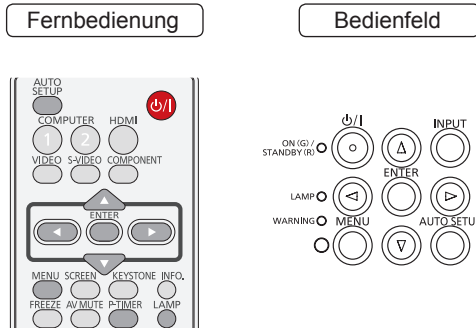 Fernbedienung
Bedienfeld
AUTO
SETUP
COMPUTER HDMI
1 2
VIDEO S-VIDEO COMPONENT
ENTER
MENU SCREEN KEYSTONE INFO.
FREEZE AV MUTE P-TIMER LAMP
INPUT
ON (G) /
STANDBY (R)
ENTER
LAMP
WARNING MENU AUTO SETU